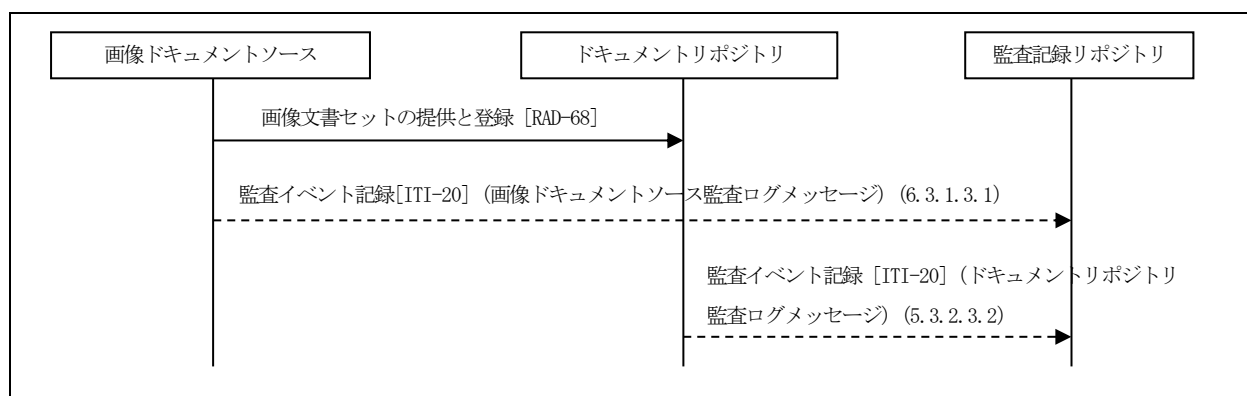 画像ドキュメントソース
ドキュメントリポジトリ
監査記録リポジトリ
画像文書セットの提供と登録 [RAD-68]
監査イベント記録[ITI-20] (画像ドキュメントソース監査ログメッセージ) (6.3.1.3.1)
監査イベント記録 [ITI-20] (ドキュメントリポジトリ
監査ログメッセージ) (5.3.2.3.2)